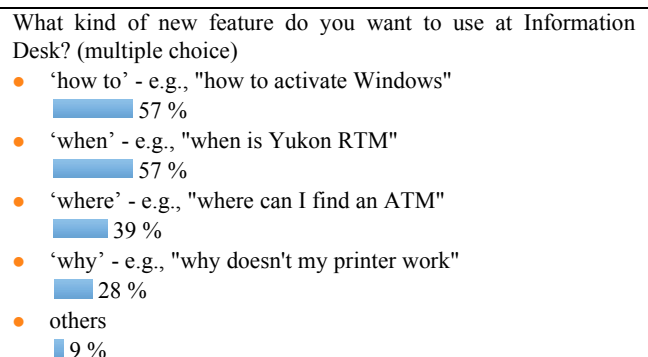 What kind of new feature do you want to use at Information
Desk? (multiple choice)
‘how to’ - e.g., "how to activate Windows"
57 %
‘when’ - e.g., "when is Yukon RTM"
57 %
‘where’ - e.g., "where can I find an ATM"
39 %
‘why’ - e.g., "why doesn't my printer work"
28 %
others
9 %